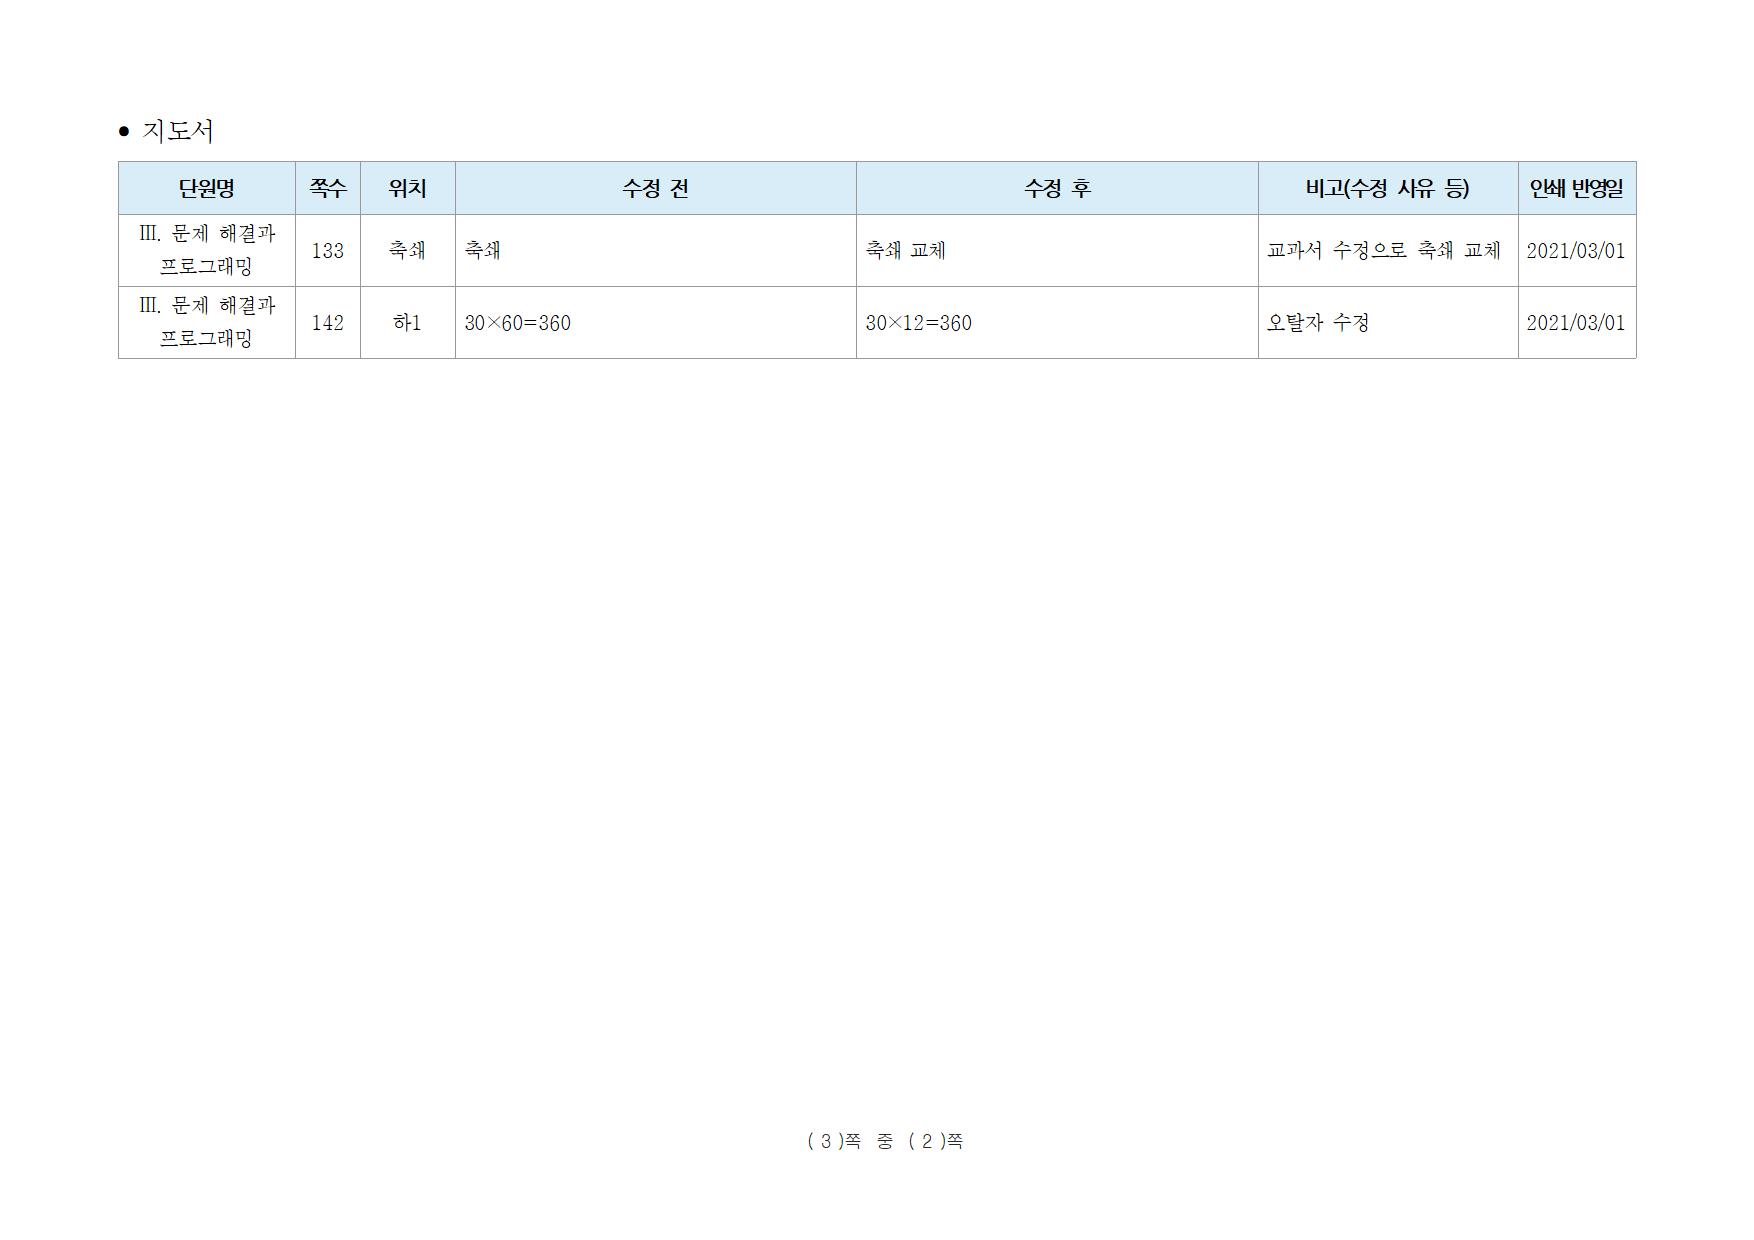 ● 지도서
단원명 쪽수 위치 수정 전 수정 후 비고(수정 사유 등) 인쇄 반영일
Ⅲ. 문제 해결과
프로그래밍 133 축쇄 축쇄 축쇄 교체 교과서 수정으로 축쇄 교체 2021/03/01
Ⅲ. 문제 해결과
프로그래밍 142 하1 30×60=360 30×12=360 오탈자 수정 2021/03/01
( 3 )쪽 중 ( 2 )쪽